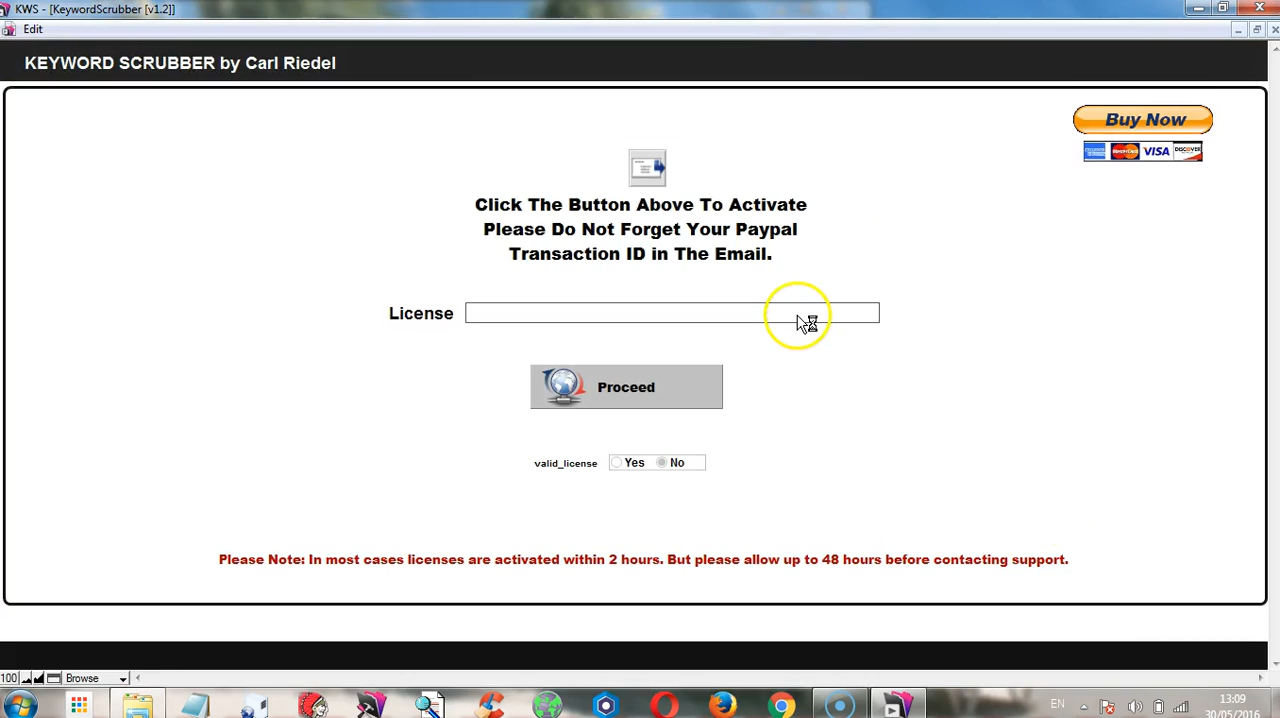 KWS - [KeywordScrubber [v1.2]]
Edit
KEYWORD SCRUBBER by Carl Riedel
Buy Now
VISA
Click The Button Above To Activate
Please Do Not Forget Your Paypal
Transaction ID in The Email.
License
Proceed
valid_license Yes No
Please Note: In most cases licenses are activated within 2 hours. But please allow up to 48 hours before contacting support.
100 Browse
EN 13:09
30/05/2016